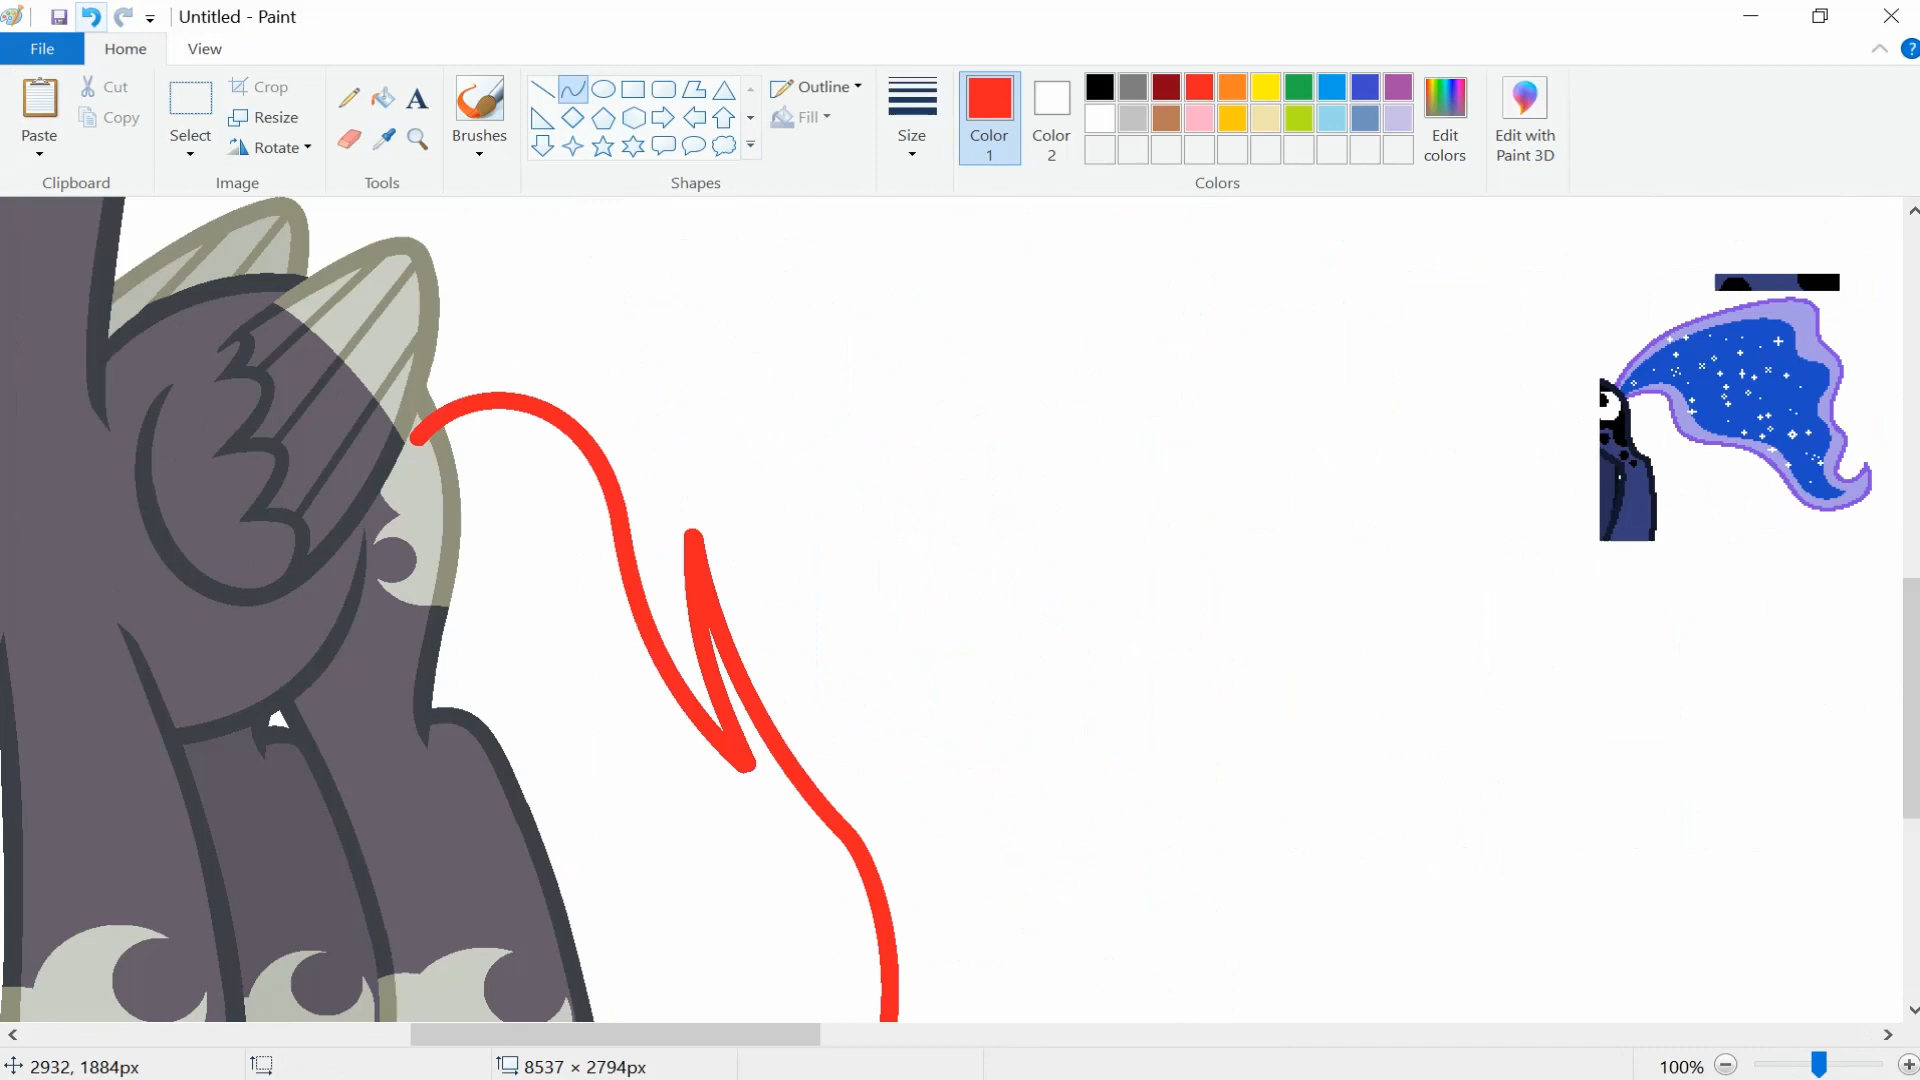 Untitled - Paint
File
Home
View
Paste
Cut
Copy
Clipboard
Select
Crop
Resize
Rotate
Image
Tools
Brushes
Shapes
Outline
Fill
Size
Color
1
Color
2
Colors
Edit
colors
Edit with
Paint 3D
2932, 1884px
8537 × 2794px
100%